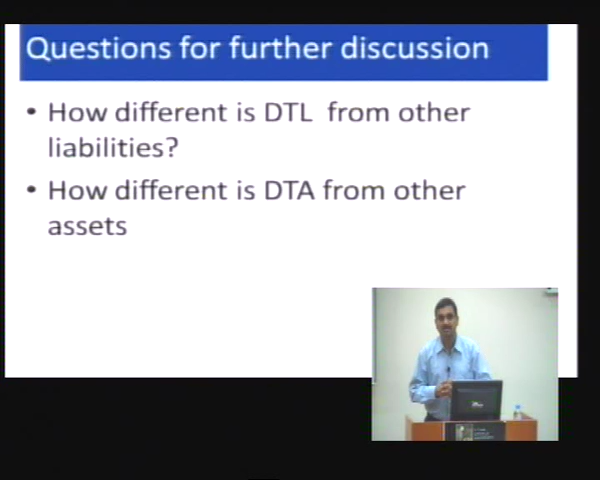 Questions for further discussion
• How different is DTL from other
liabilities?
• How different is DTA from other
assets